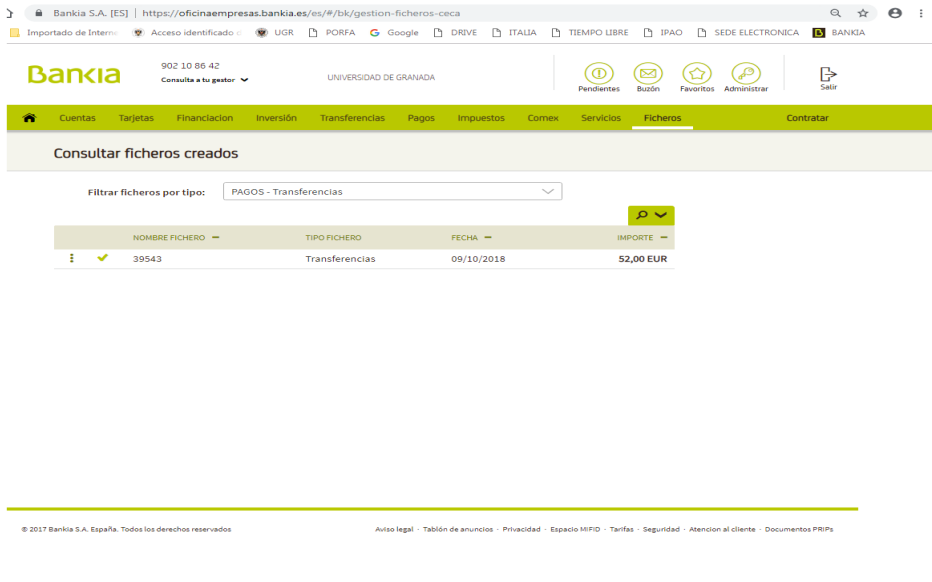 Bankia S.A. [ES] | https://oficinaempresas.bankia.es/es/#/bk/gestion-ficheros-ceca
Importado de Interne Acceso identificado d UGR PORFA G Google DRIVE ITALIA TIEMPO LIBRE IPAO SEDE ELECTRONICA B BANKIA
Bankia
902 10 86 42
Consulta a tu gestor
UNIVERSIDAD DE GRANADA
Pendientes Buzón Favoritos Administrar Salir
Cuentas Tarjetas Financiacion Inversión Transferencias Pagos Impuestos Comex Servicios Ficheros Contratar
Consultar ficheros creados
Filtrar ficheros por tipo: PAGOS - Transferencias
NOMBRE FICHERO TIPO FICHERO FECHA IMPORTE
39543 Transferencias 09/10/2018 52,00 EUR
© 2017 Bankia S.A. España. Todos los derechos reservados Aviso legal - Tablón de anuncios - Privacidad - Espacio MIFID - Tarifas - Seguridad - Atencion al cliente - Documentos PRIPs